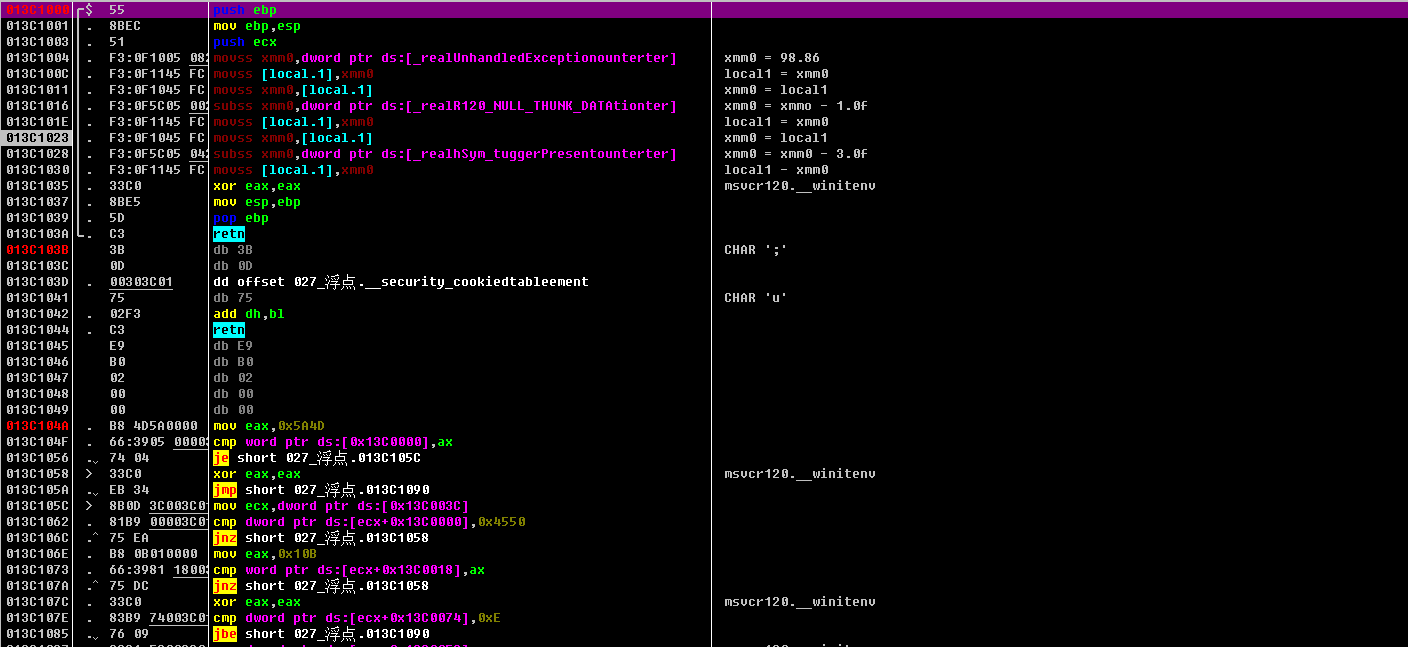 013C1000 $ 55 push ebp
013C1001 . 8BEC mov ebp,esp
013C1003 . 51 push ecx
013C1004 . F3:0F1005 082 movss xmm0,dword ptr ds:[_realUnhandledExceptionounterter] xmm0 = 98.86
013C100C . F3:0F1145 FC movss [local.1],xmm0 local1 = xmm0
013C1011 . F3:0F1045 FC movss xmm0,[local.1] xmm0 = local1
013C1016 . F3:0F5C05 002 subss xmm0,dword ptr ds:[_realR120_NULL_THUNK_DATAtionter] xmm0 = xmmo - 1.0f
013C101E . F3:0F1145 FC movss [local.1],xmm0 local1 = xmm0
013C1023 . F3:0F1045 FC movss xmm0,[local.1] xmm0 = local1
013C1028 . F3:0F5C05 042 subss xmm0,dword ptr ds:[_realhSym_tuggerPresentounterter] xmm0 = xmm0 - 3.0f
013C1030 . F3:0F1145 FC movss [local.1],xmm0 local1 - xmm0
013C1035 . 33C0 xor eax,eax msvcr120.__winitenv
013C1037 . 8BE5 mov esp,ebp
013C1039 . 5D pop ebp
013C103A . C3 retn
013C103B 3B db 3B CHAR ';'
013C103C 0D db 0D
013C103D . 00303C01 dd offset 027_浮点.__security_cookiedtableement
013C1041 75 db 75 CHAR 'u'
013C1042 . 02F3 add dh,bl
013C1044 . C3 retn
013C1045 E9 db E9
013C1046 B0 db B0
013C1047 02 db 02
013C1048 00 db 00
013C1049 00 db 00
013C104A . B8 4D5A0000 mov eax,0x5A4D
013C104F . 66:3905 0000 cmp word ptr ds:[0x13C0000],ax
013C1056 . 74 04 je short 027_浮点.013C105C
013C1058 > 33C0 xor eax,eax msvcr120.__winitenv
013C105A . EB 34 jmp short 027_浮点.013C1090
013C105C > 8B0D 3C003C0 mov ecx,dword ptr ds:[0x13C003C]
013C1062 . 81B9 00003C0 cmp dword ptr ds:[ecx+0x13C0000],0x4550
013C106C .^ 75 EA jnz short 027_浮点.013C1058
013C106E . B8 0B010000 mov eax,0x10B
013C1073 . 66:3981 1800 cmp word ptr ds:[ecx+0x13C0018],ax
013C107A .^ 75 DC jnz short 027_浮点.013C1058
013C107C . 33C0 xor eax,eax msvcr120.__winitenv
013C107E . 83B9 74003C0 cmp dword ptr ds:[ecx+0x13C0074],0xE
013C1085 . 76 09 jbe short 027_浮点.013C1090